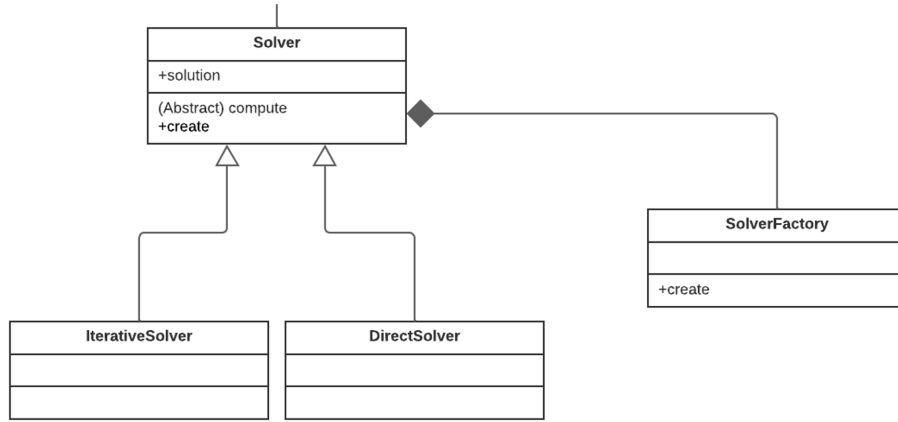 Solver
+solution
(Abstract) compute
+create
SolverFactory
+create
IterativeSolver
DirectSolver